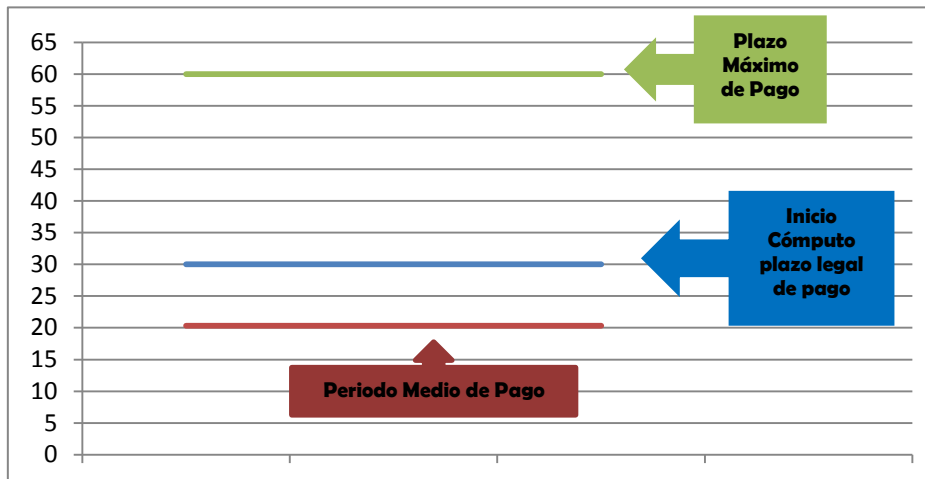 65
60
55
50
45
40
35
30
25
20
15
10
5
0
Plazo
Máximo
de Pago
Inicio
Cómputo
plazo legal
de pago
Periodo Medio de Pago